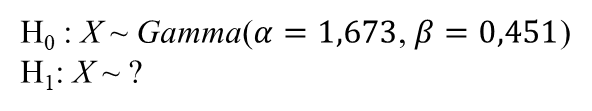 H₀ : X ~ Gamma(α = 1,673, β = 0,451)
H₁: X ~ ?